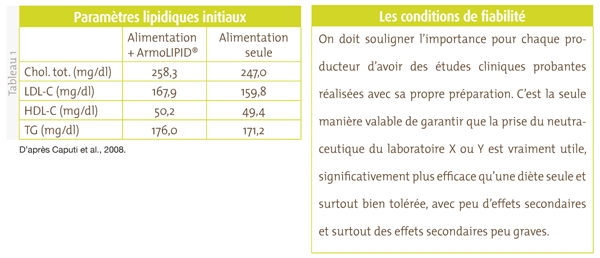 Tableau 1
Paramètres lipidiques initiaux
Alimentation + ArmoLIPID® Alimentation seule
Chol. tot. (mg/dl) 258,3 247,0
LDL-C (mg/dl) 167,9 159,8
HDL-C (mg/dl) 50,2 49,4
TG (mg/dl) 176,0 171,2
D'après Caputi et al., 2008.
Les conditions de fiabilité
On doit souligner l'importance pour chaque pro-
ducteur d'avoir des études cliniques probantes
réalisées avec sa propre préparation. C'est la seule
manière valable de garantir que la prise du neutra-
ceutique du laboratoire X ou Y est vraiment utile,
significativement plus efficace qu'une diète seule et
surtout bien tolérée, avec peu d'effets secondaires
et surtout des effets secondaires peu graves.